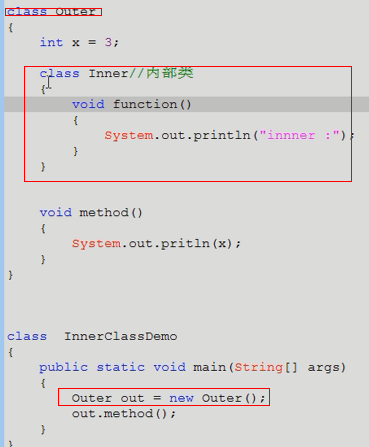 class Outer
{
int x = 3;
class Inner//内部类
{
void function()
{
System.out.println("innner :");
}
}
void method()
{
System.out.pritln(x);
}
}
class InnerClassDemo
{
public static void main(String[] args)
{
Outer out = new Outer();
out.method();
}
}